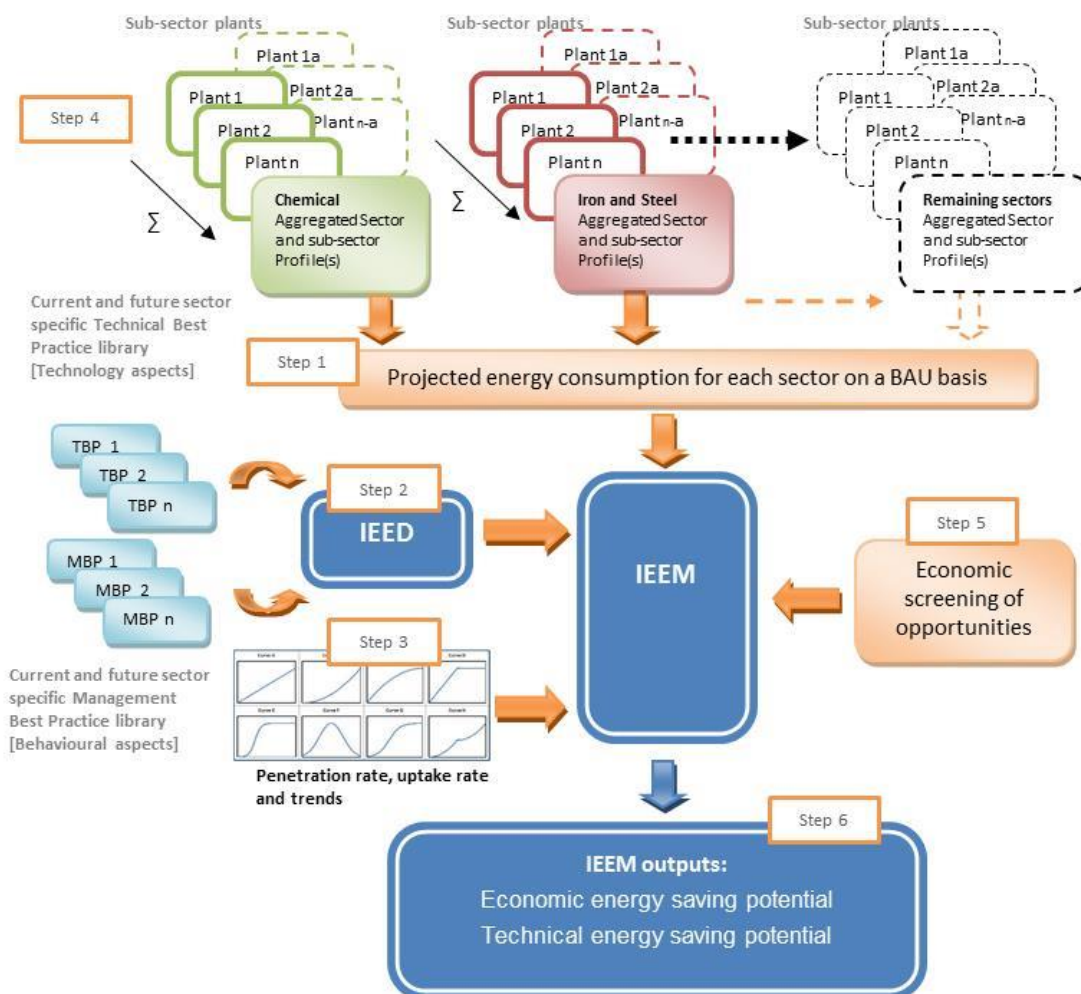 Sub-sector plants
Sub-sector plants
Sub-sector plants
Plant 1a
Plant 2a
Plant n-a
Plant 1
Plant 2
Plant n
Plant 1a
Plant 2a
Plant n-a
Plant 1
Plant 2
Plant n
Plant 1a
Plant 2a
Plant n-a
Plant 1
Plant 2
Plant n
Step 4
∑
∑
Chemical
Aggregated Sector
and sub-sector
Profile(s)
Iron and Steel
Aggregated Sector
and sub-sector
Profile(s)
Remaining sectors
Aggregated Sector
and sub-sector
Profile(s)
Current and future sector
specific Technical Best
Practice library
[Technology aspects]
Step 1
Projected energy consumption for each sector on a BAU basis
TBP 1
TBP 2
TBP n
MBP 1
MBP 2
MBP n
Step 2
IEED
IEEM
Step 5
Economic
screening of
opportunities
Step 3
Current and future sector
specific Management
Best Practice library
[Behavioural aspects]
Penetration rate, uptake rate
and trends
Step 6
IEEM outputs:
Economic energy saving potential
Technical energy saving potential